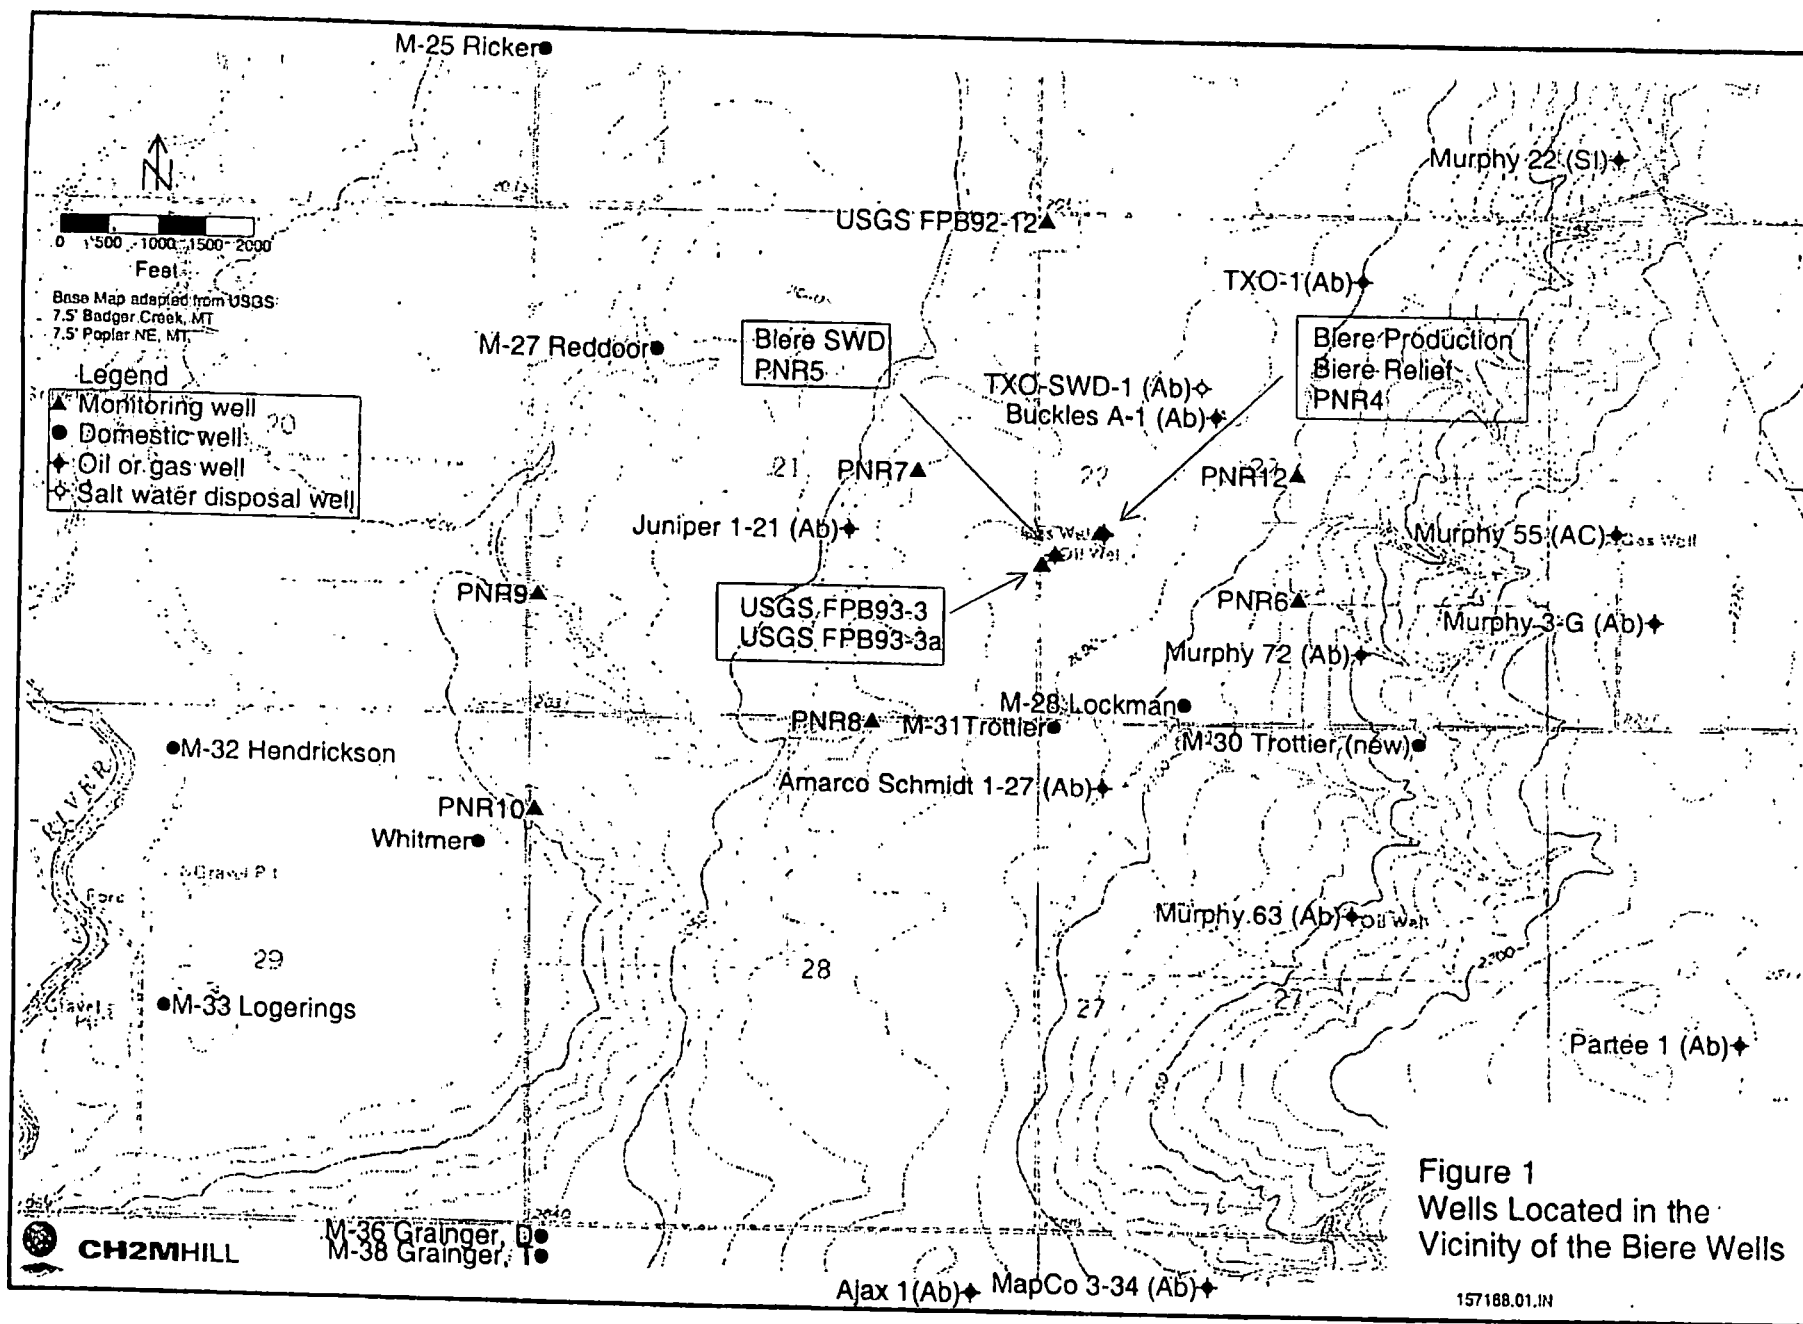 M-25 Ricker
Murphy 22 (SI)
N
USGS FPB92-12
0 500 1000 1500 2000
Feet
TXO-1(Ab)
Base Map adapted from USGS
7.5' Badger Creek, MT
7.5' Poplar NE, MT
M-27 Reddoor
Biere SWD
PNR5
Biere Production
Biere Relief
PNR4
Legend
Monitoring well
Domestic well
Oil or gas well
Salt water disposal well
20
TXO-SWD-1 (Ab)
Buckles A-1 (Ab)
21
PNR7
22
PNR12
Juniper 1-21 (Ab)
Oil Well
Murphy 55 (AC)
Gas Well
PNR9
USGS FPB93-3
USGS FPB93-3a
PNR6
Murphy 3-G (Ab)
Murphy 72 (Ab)
M-28 Lockman
PNR8
M-31Trottier
M-30 Trottier (new)
M-32 Hendrickson
RIVER
Amarco Schmidt 1-27 (Ab)
PNR10
Whitmer
Gravel Pit
Ford
Murphy 63 (Ab)
Oil Well
29
28
2200
27
27
M-33 Logerings
Partee 1 (Ab)
Figure 1
Wells Located in the
Vicinity of the Biere Wells
CH2MHILL
M-36 Grainger, D
M-38 Grainger, T
Ajax 1(Ab)
MapCo 3-34 (Ab)
157188.01.IN